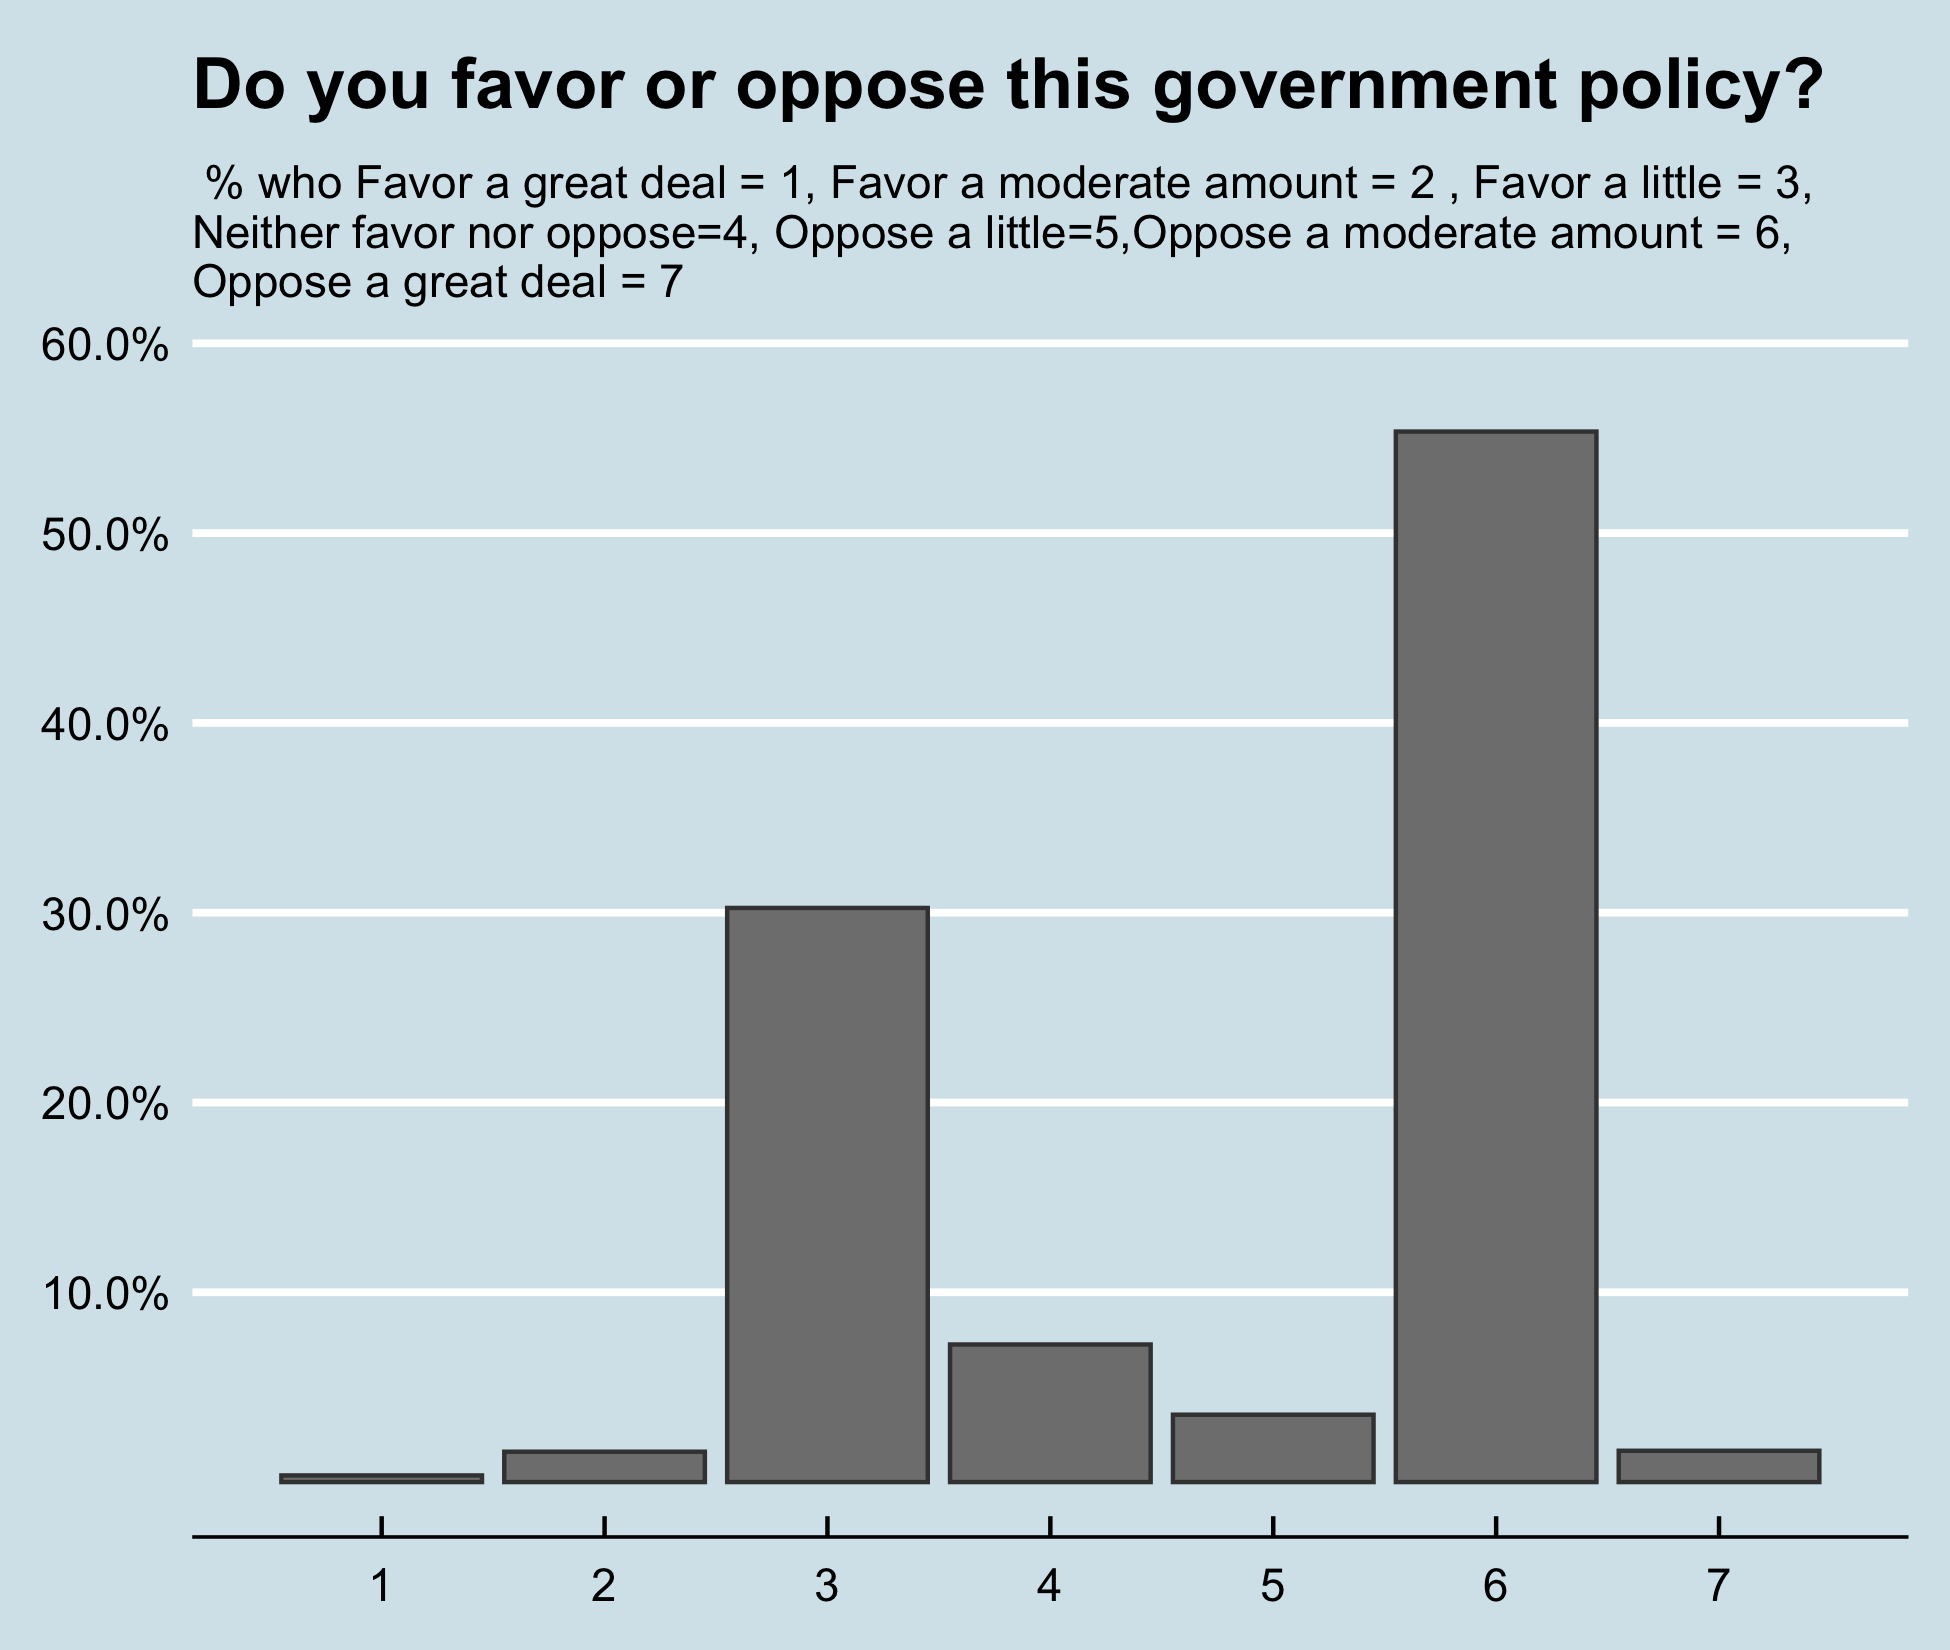 Do you favor or oppose this government policy?
% who Favor a great deal = 1, Favor a moderate amount = 2 , Favor a little = 3,
Neither favor nor oppose=4, Oppose a little=5,Oppose a moderate amount = 6,
Oppose a great deal = 7
60.0%
50.0%
40.0%
30.0%
20.0%
10.0%
1 2 3 4 5 6 7